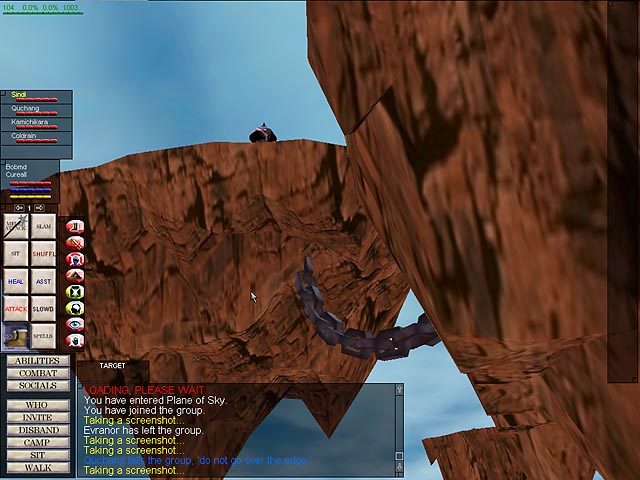 104 0.0% 0.0% 1003
Sindi
Quchang
Kamichikara
Coldrain
Bobmd
Cureall
1
SLAM
SIT
SHUFFL
HEAL
ASST
ATTACK
SLOWD
SPELLS
ABILITIES
COMBAT
SOCIALS
WHO
INVITE
DISBAND
CAMP
SIT
WALK
TARGET
LOADING, PLEASE WAIT...
You have entered Plane of Sky.
You have joined the group.
Taking a screenshot...
Evranor has left the group.
Taking a screenshot...
Taking a screenshot...
Quchang tells the group, 'do not go over the edge.'
Taking a screenshot...